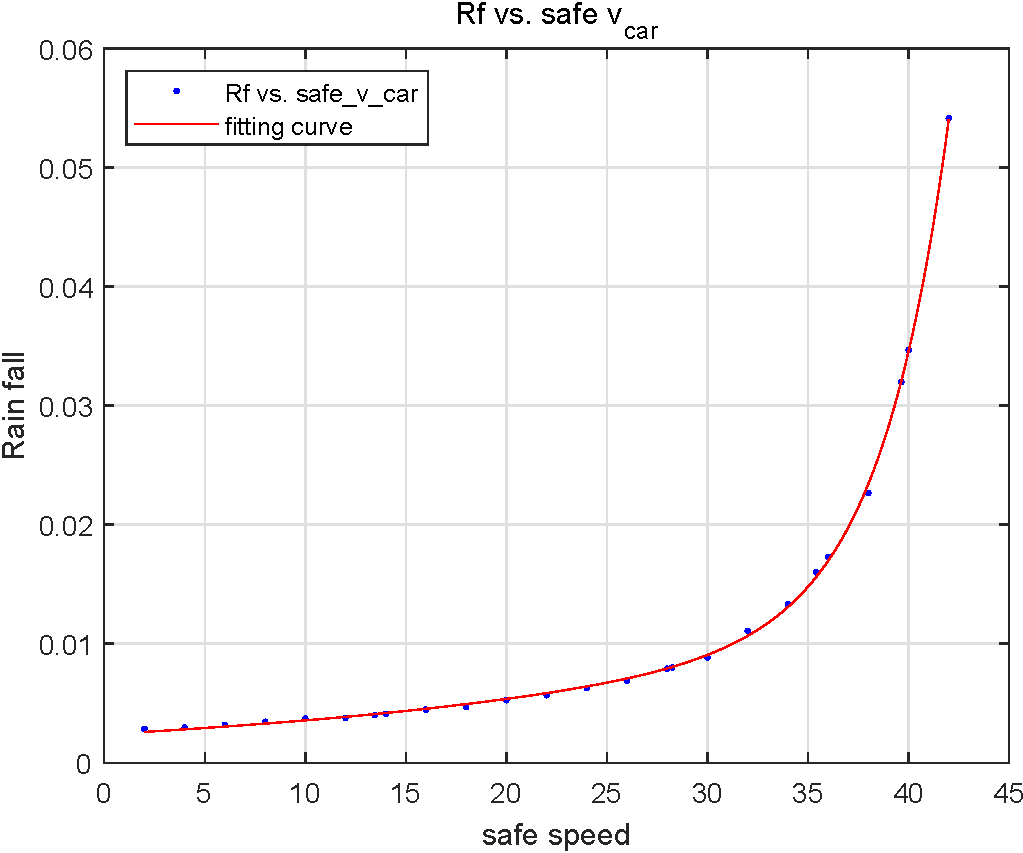 Rf vs. safe v_car
Rf vs. safe_v_car
fitting curve
Rain fall
0.06
0.05
0.04
0.03
0.02
0.01
0
0 5 10 15 20 25 30 35 40 45
safe speed